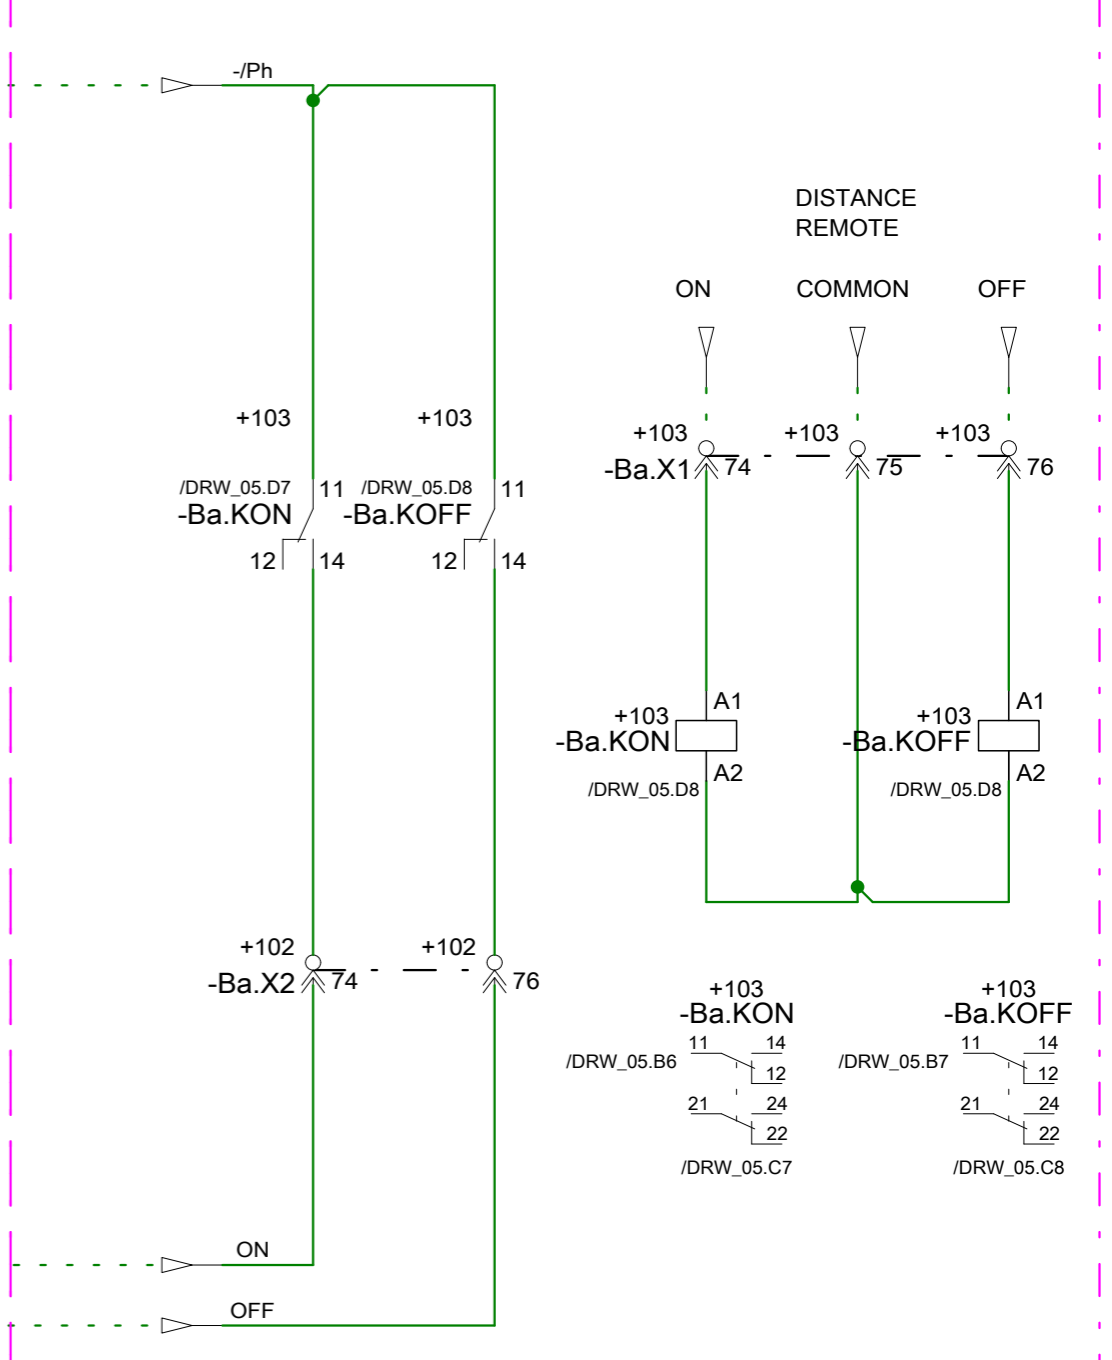 -/Ph
DISTANCE
REMOTE
ON COMMON OFF
+103 +103
+103 +103 +103
-Ba.X1 74 75 76
/DRW_05.D7 11 /DRW_05.D8 11
-Ba.KON -Ba.KOFF
12 14 12 14
A1 A1
+103 +103
-Ba.KON -Ba.KOFF
A2 A2
/DRW_05.D8 /DRW_05.D8
+102 +102
-Ba.X2 74 76
+103 +103
-Ba.KON -Ba.KOFF
11 14 11 14
/DRW_05.B6 12 /DRW_05.B7 12
21 24 21 24
22 22
/DRW_05.C7 /DRW_05.C8
ON
OFF